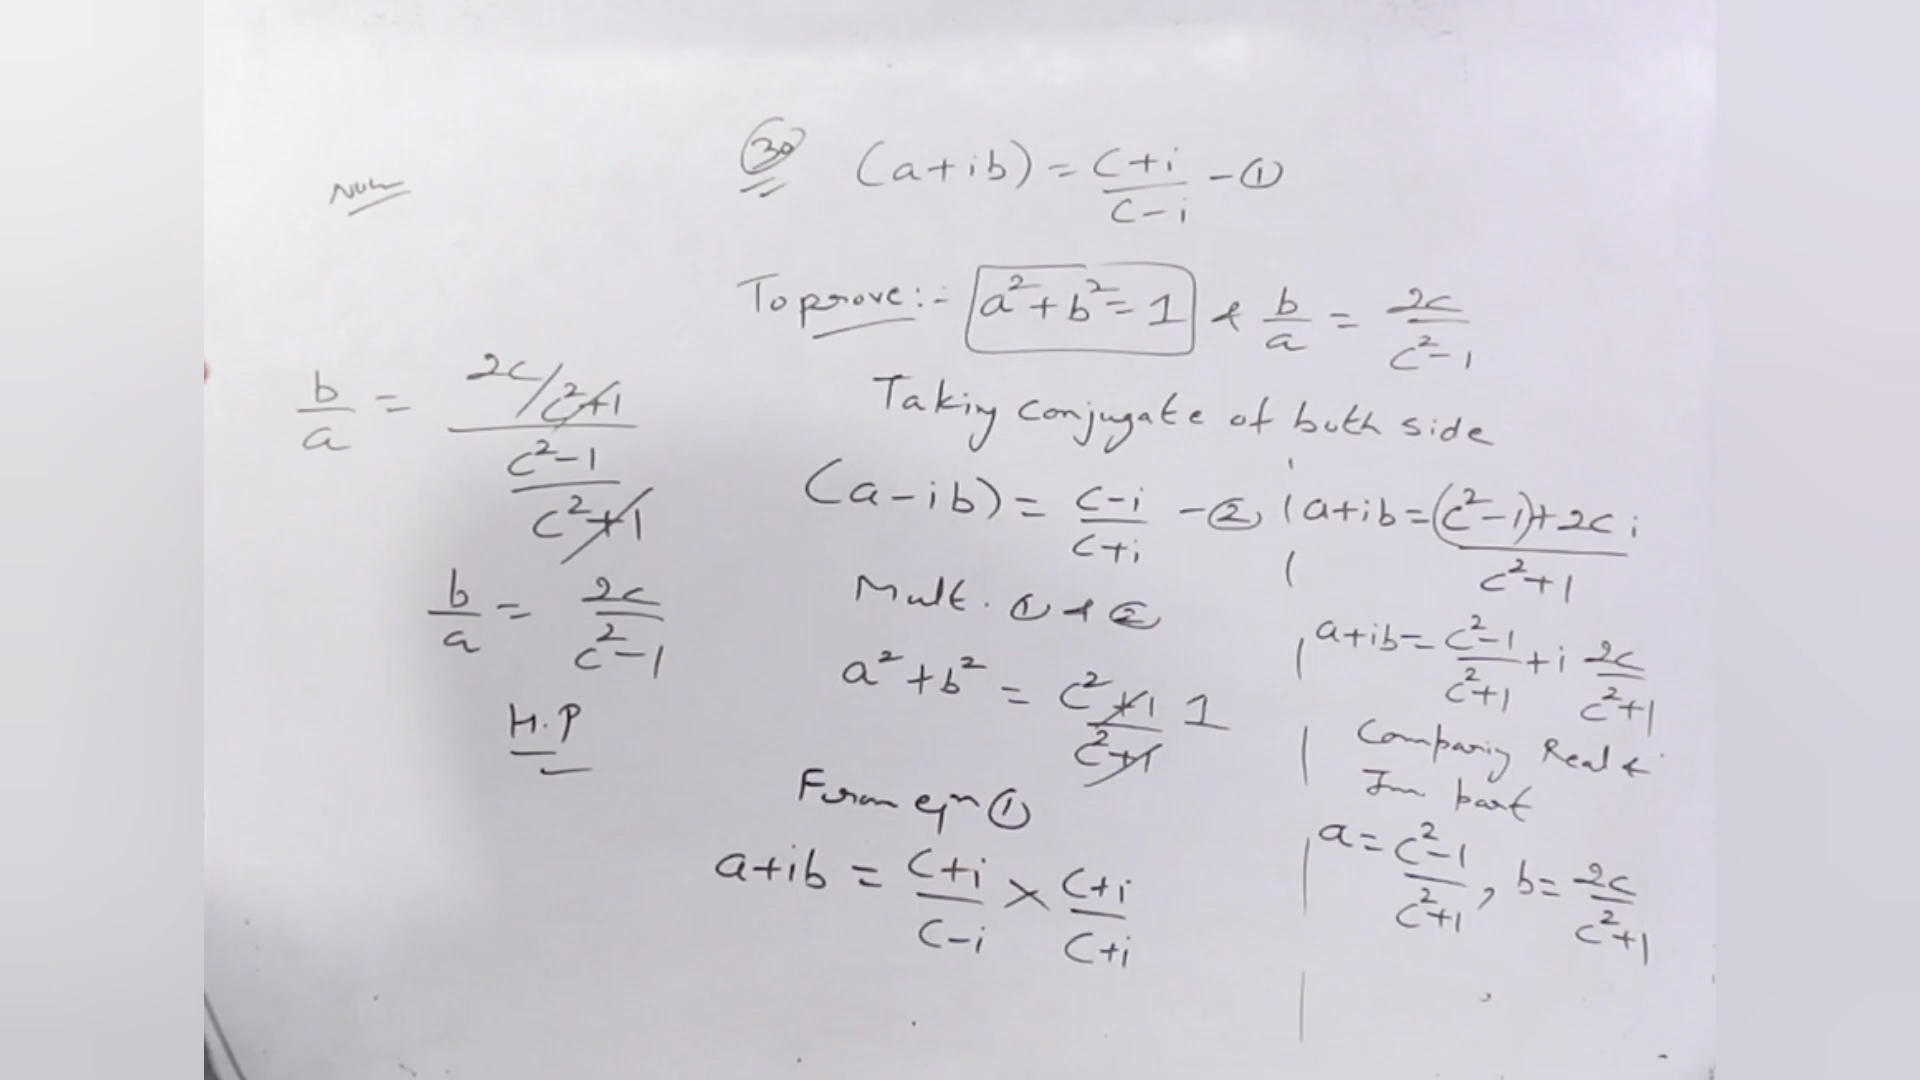 30 (a+ib) = c+i/c-i - ①
To prove:- a²+b²=1 & b/a = 2c/c²-1
Taking conjugate of both side
(a-ib) = c-i/c+i - ②
Mult. ① & ②
a²+b² = c²+1/c²+1 1
From eqn ①
a+ib = c+i/c-i × c+i/c+i
a+ib = (c²-1)+2ci/c²+1
a+ib = c²-1/c²+1 + i 2c/c²+1
Comparing Real &
Im part
a = c²-1/c²+1, b = 2c/c²+1
Now
b/a = 2c/c²+1/c²-1/c²+1
b/a = 2c/c²-1
H.P